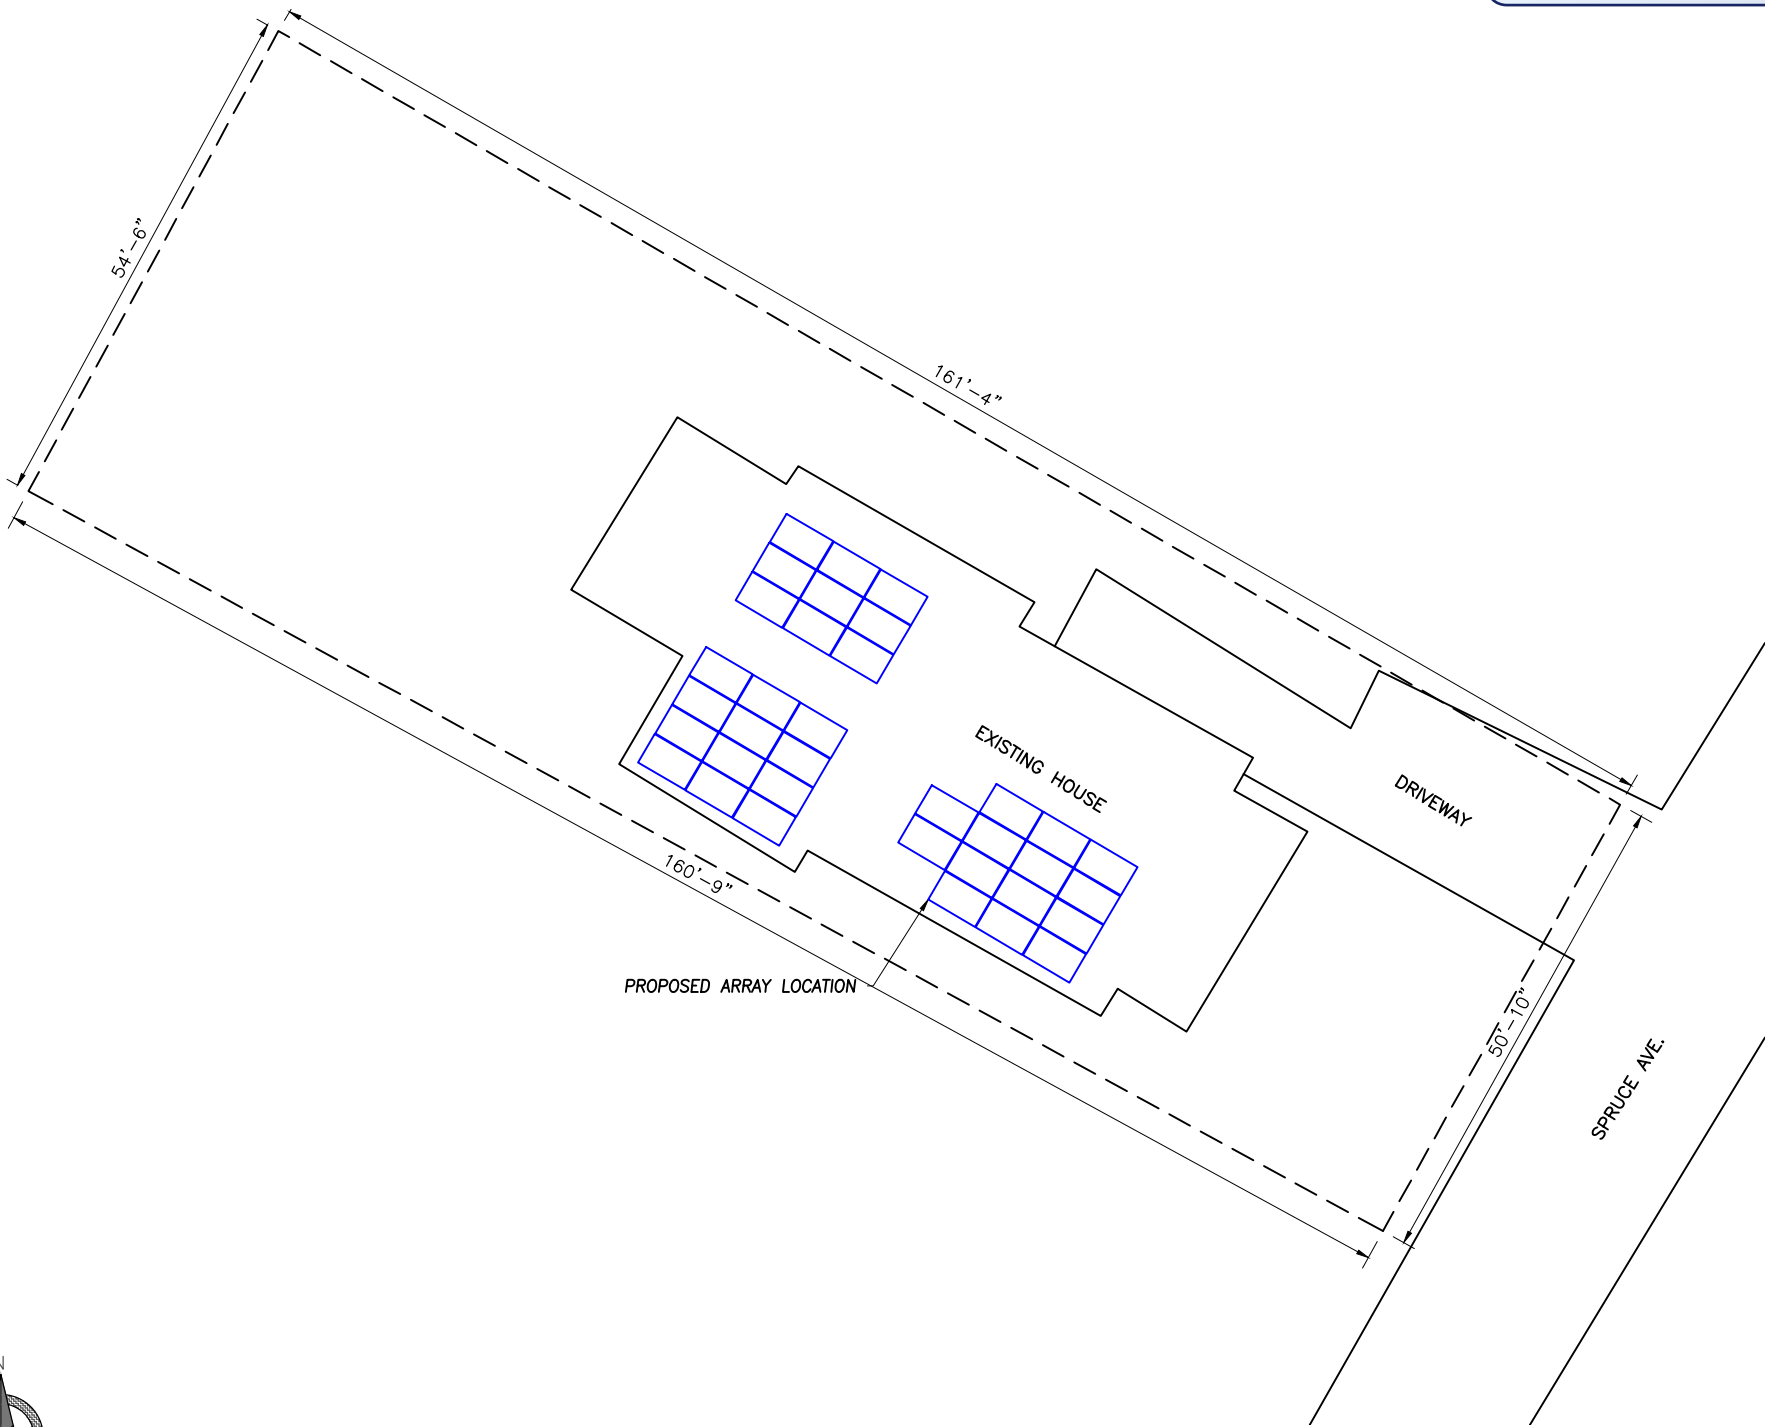 54'-6"
161'-4"
EXISTING HOUSE
DRIVEWAY
160'-9"
PROPOSED ARRAY LOCATION
50'-10"
SPRUCE AVE.
N